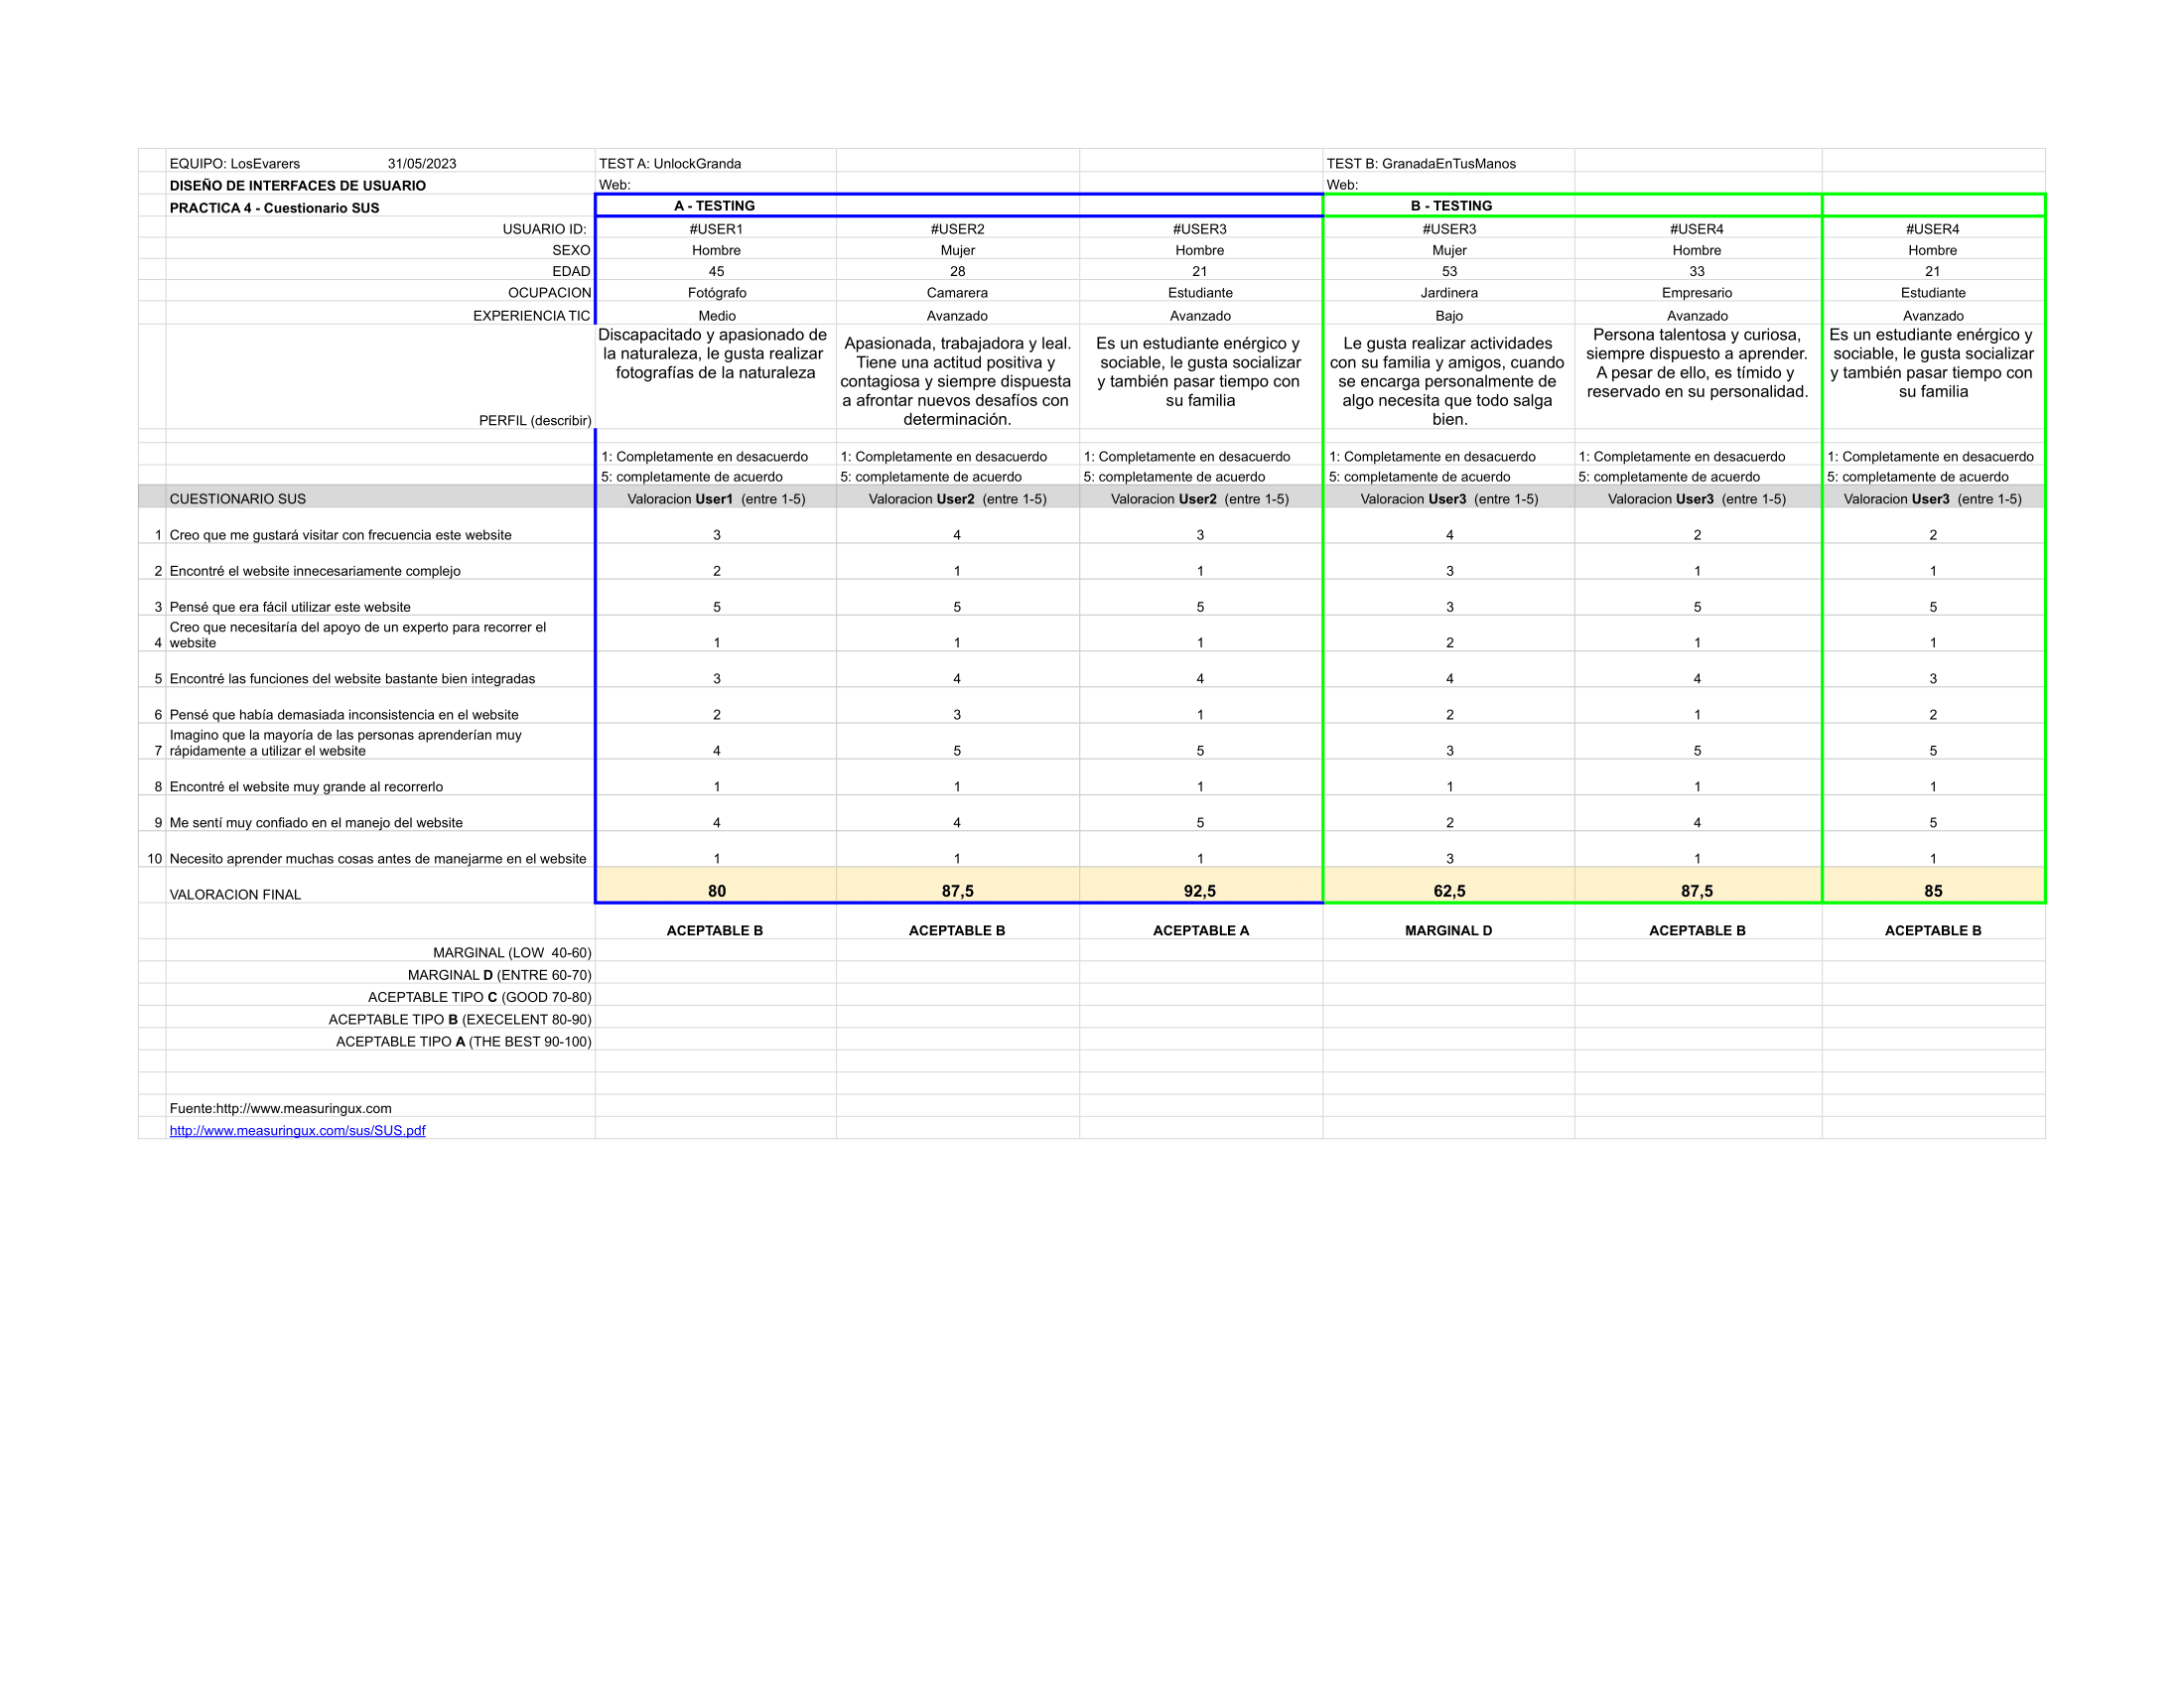 EQUIPO: LosEvarers 31/05/2023 TEST A: UnlockGranda TEST B: GranadaEnTusManos
DISEÑO DE INTERFACES DE USUARIO Web: Web:
PRACTICA 4 - Cuestionario SUS A - TESTING B - TESTING
USUARIO ID: #USER1 #USER2 #USER3 #USER3 #USER4 #USER4
SEXO Hombre Mujer Hombre Mujer Hombre Hombre
EDAD 45 28 21 53 33 21
OCUPACION Fotógrafo Camarera Estudiante Jardinera Empresario Estudiante
EXPERIENCIA TIC Medio Avanzado Avanzado Bajo Avanzado Avanzado
PERFIL (describir)
Discapacitado y apasionado de
la naturaleza, le gusta realizar
fotografías de la naturaleza
Apasionada, trabajadora y leal.
Tiene una actitud positiva y
contagiosa y siempre dispuesta
a afrontar nuevos desafíos con
determinación.
Es un estudiante enérgico y
sociable, le gusta socializar
y también pasar tiempo con
su familia
Le gusta realizar actividades
con su familia y amigos, cuando
se encarga personalmente de
algo necesita que todo salga
bien.
Persona talentosa y curiosa,
siempre dispuesto a aprender.
A pesar de ello, es tímido y
reservado en su personalidad.
Es un estudiante enérgico y
sociable, le gusta socializar
y también pasar tiempo con
su familia
1: Completamente en desacuerdo 1: Completamente en desacuerdo 1: Completamente en desacuerdo 1: Completamente en desacuerdo 1: Completamente en desacuerdo 1: Completamente en desacuerdo
5: completamente de acuerdo 5: completamente de acuerdo 5: completamente de acuerdo 5: completamente de acuerdo 5: completamente de acuerdo 5: completamente de acuerdo
CUESTIONARIO SUS Valoracion User1 (entre 1-5) Valoracion User2 (entre 1-5) Valoracion User2 (entre 1-5) Valoracion User3 (entre 1-5) Valoracion User3 (entre 1-5) Valoracion User3 (entre 1-5)
1 Creo que me gustará visitar con frecuencia este website 3 4 3 4 2 2
2 Encontré el website innecesariamente complejo 2 1 1 3 1 1
3 Pensé que era fácil utilizar este website 5 5 5 3 5 5
Creo que necesitaría del apoyo de un experto para recorrer el
4 website 1 1 1 2 1 1
5 Encontré las funciones del website bastante bien integradas 3 4 4 4 4 3
6 Pensé que había demasiada inconsistencia en el website 2 3 1 2 1 2
Imagino que la mayoría de las personas aprenderían muy
7 rápidamente a utilizar el website 4 5 5 3 5 5
8 Encontré el website muy grande al recorrerlo 1 1 1 1 1 1
9 Me sentí muy confiado en el manejo del website 4 4 5 2 4 5
10 Necesito aprender muchas cosas antes de manejarme en el website 1 1 1 3 1 1
VALORACION FINAL 80 87,5 92,5 62,5 87,5 85
ACEPTABLE B ACEPTABLE B ACEPTABLE A MARGINAL D ACEPTABLE B ACEPTABLE B
MARGINAL (LOW 40-60)
MARGINAL D (ENTRE 60-70)
ACEPTABLE TIPO C (GOOD 70-80)
ACEPTABLE TIPO B (EXECELENT 80-90)
ACEPTABLE TIPO A (THE BEST 90-100)
Fuente:http://www.measuringux.com
http://www.measuringux.com/sus/SUS.pdf